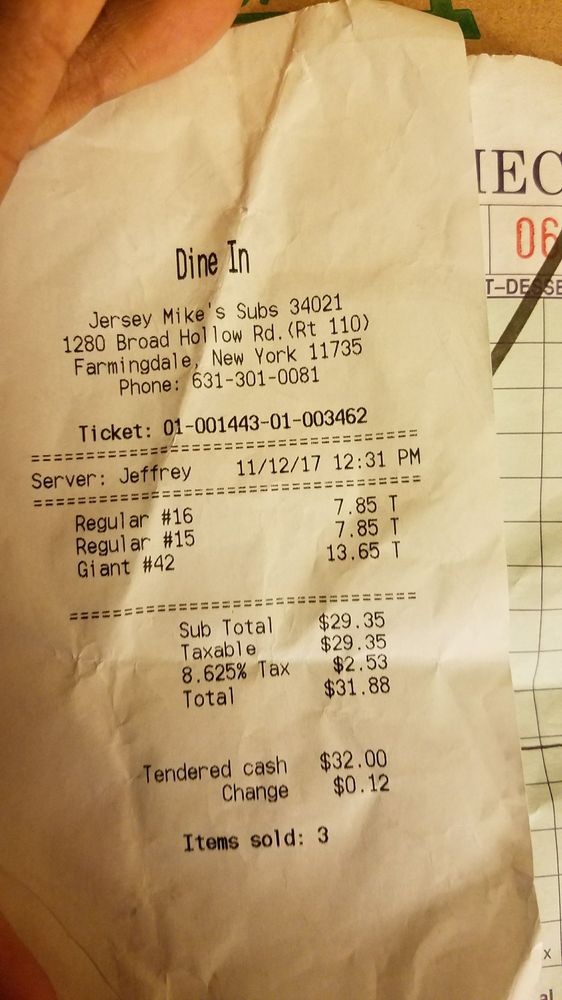 Dine In
Jersey Mike's Subs 34021
1280 Broad Hollow Rd.(Rt 110)
Farmingdale, New York 11735
Phone: 631-301-0081
Ticket: 01-001443-01-003462
==========================================
Server: Jeffrey 11/12/17 12:31 PM
==========================================
Regular #16 7.85 T
Regular #15 7.85 T
Giant #42 13.65 T
======================================
Sub Total $29.35
Taxable $29.35
8.625% Tax $2.53
Total $31.88
Tendered cash $32.00
Change $0.12
Items sold: 3
06
T-DESSE
x
al